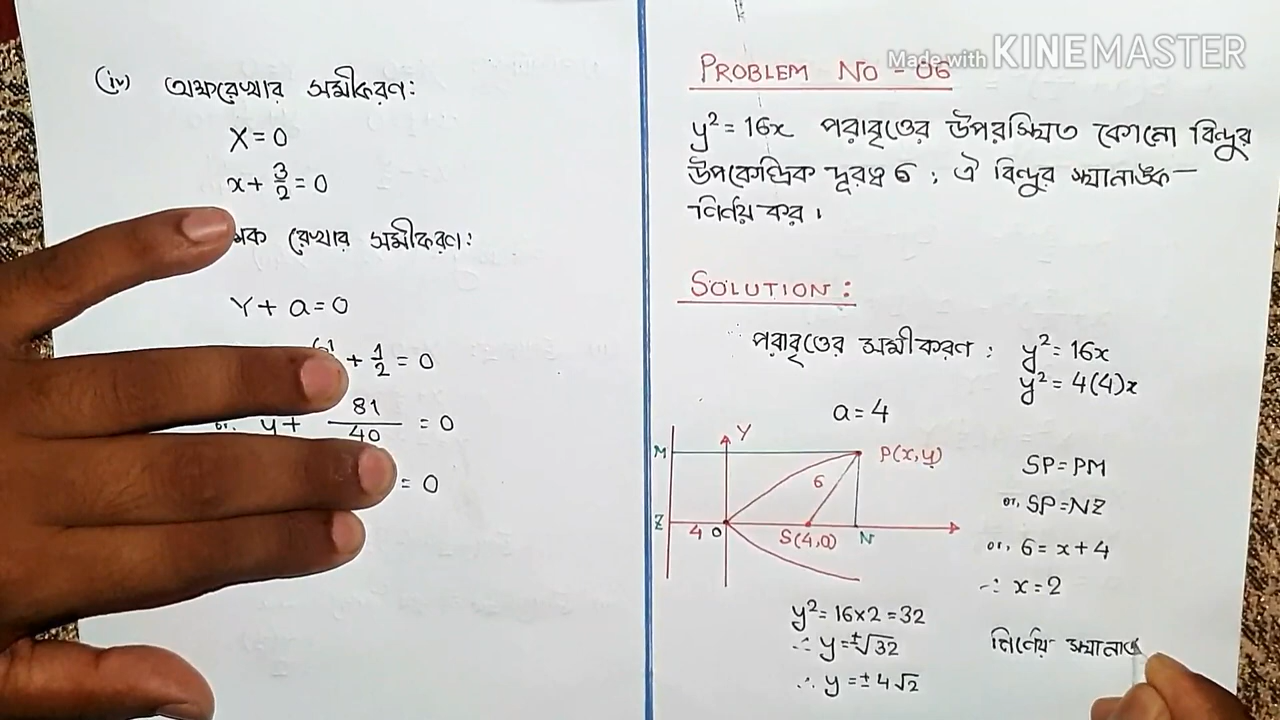 (iv) অক্ষরেখার সমীকরণ:
X = 0
x + 3/2 = 0
রেখার সমীকরণ:
Y + a = 0
+ 1/2 = 0
y + 81/40 = 0
= 0
Made with KINEMASTER
PROBLEM NO - 06
y² = 16x পরাবৃত্তের উপরস্থিত কোনো বিন্দুর
উপকেন্দ্রিক দূরত্ব 6 ; ঐ বিন্দুর স্থানাঙ্ক —
নির্ণয় কর।
SOLUTION:
পরাবৃত্তের সমীকরণ: y² = 16x
y² = 4(4)x
a = 4
M
Y
P(x, y)
6
Z
4
O
S(4,0)
N
SP = PM
or, SP = NZ
or, 6 = x + 4
∴ x = 2
y² = 16×2 = 32
∴ y = ±√32
∴ y = ±4√2
নির্ণেয়